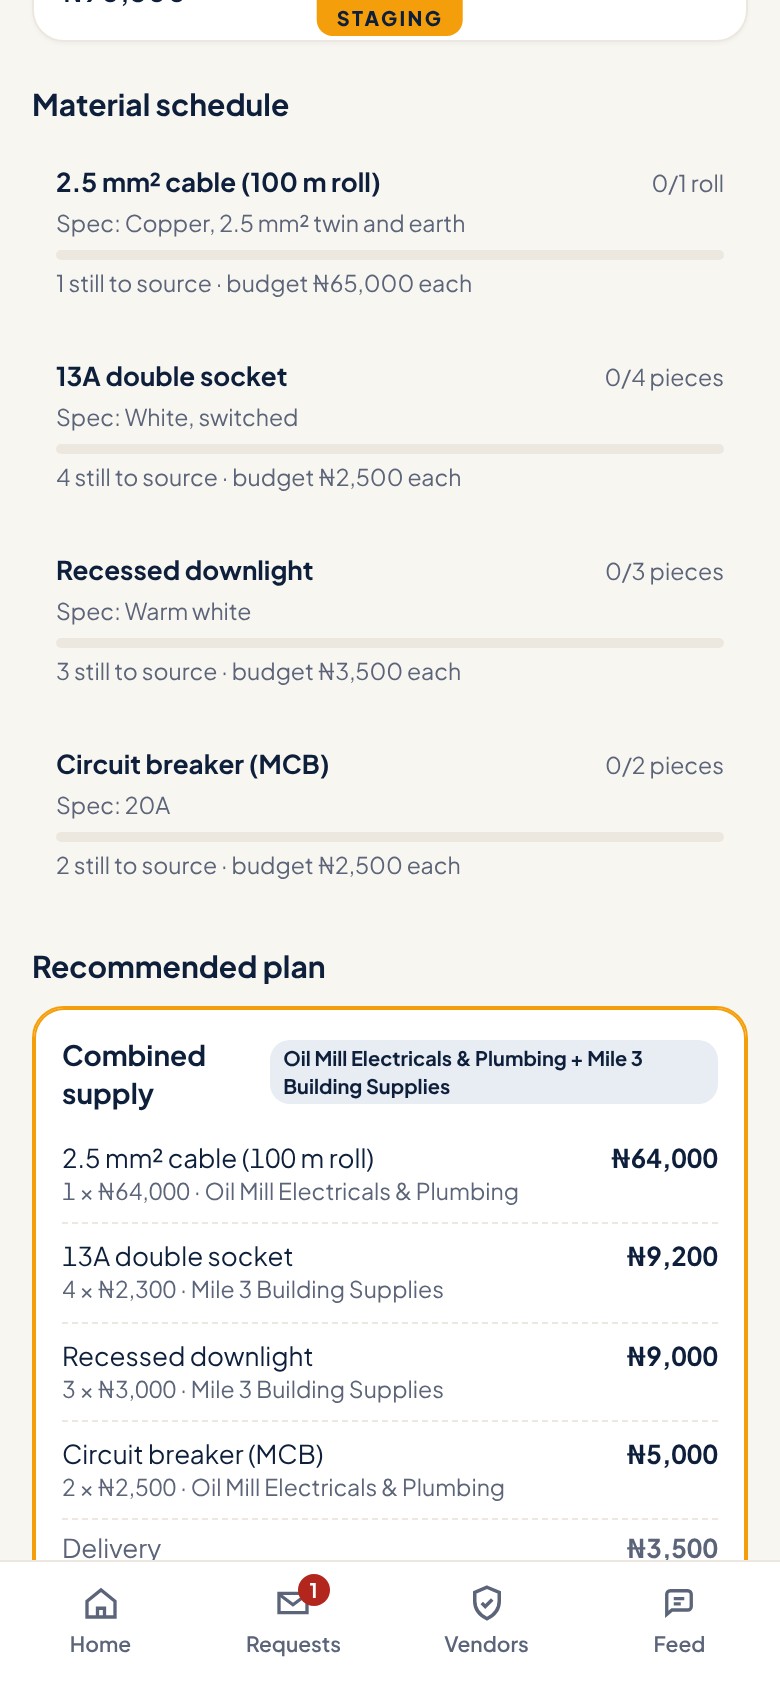 STAGING
Material schedule
2.5 mm² cable (100 m roll) 0/1 roll
Spec: Copper, 2.5 mm² twin and earth
1 still to source · budget ₦65,000 each
13A double socket 0/4 pieces
Spec: White, switched
4 still to source · budget ₦2,500 each
Recessed downlight 0/3 pieces
Spec: Warm white
3 still to source · budget ₦3,500 each
Circuit breaker (MCB) 0/2 pieces
Spec: 20A
2 still to source · budget ₦2,500 each
Recommended plan
Combined supply
Oil Mill Electricals & Plumbing + Mile 3
Building Supplies
2.5 mm² cable (100 m roll) ₦64,000
1 × ₦64,000 · Oil Mill Electricals & Plumbing
13A double socket ₦9,200
4 × ₦2,300 · Mile 3 Building Supplies
Recessed downlight ₦9,000
3 × ₦3,000 · Mile 3 Building Supplies
Circuit breaker (MCB) ₦5,000
2 × ₦2,500 · Oil Mill Electricals & Plumbing
Delivery ₦3,500
1
Home Requests Vendors Feed